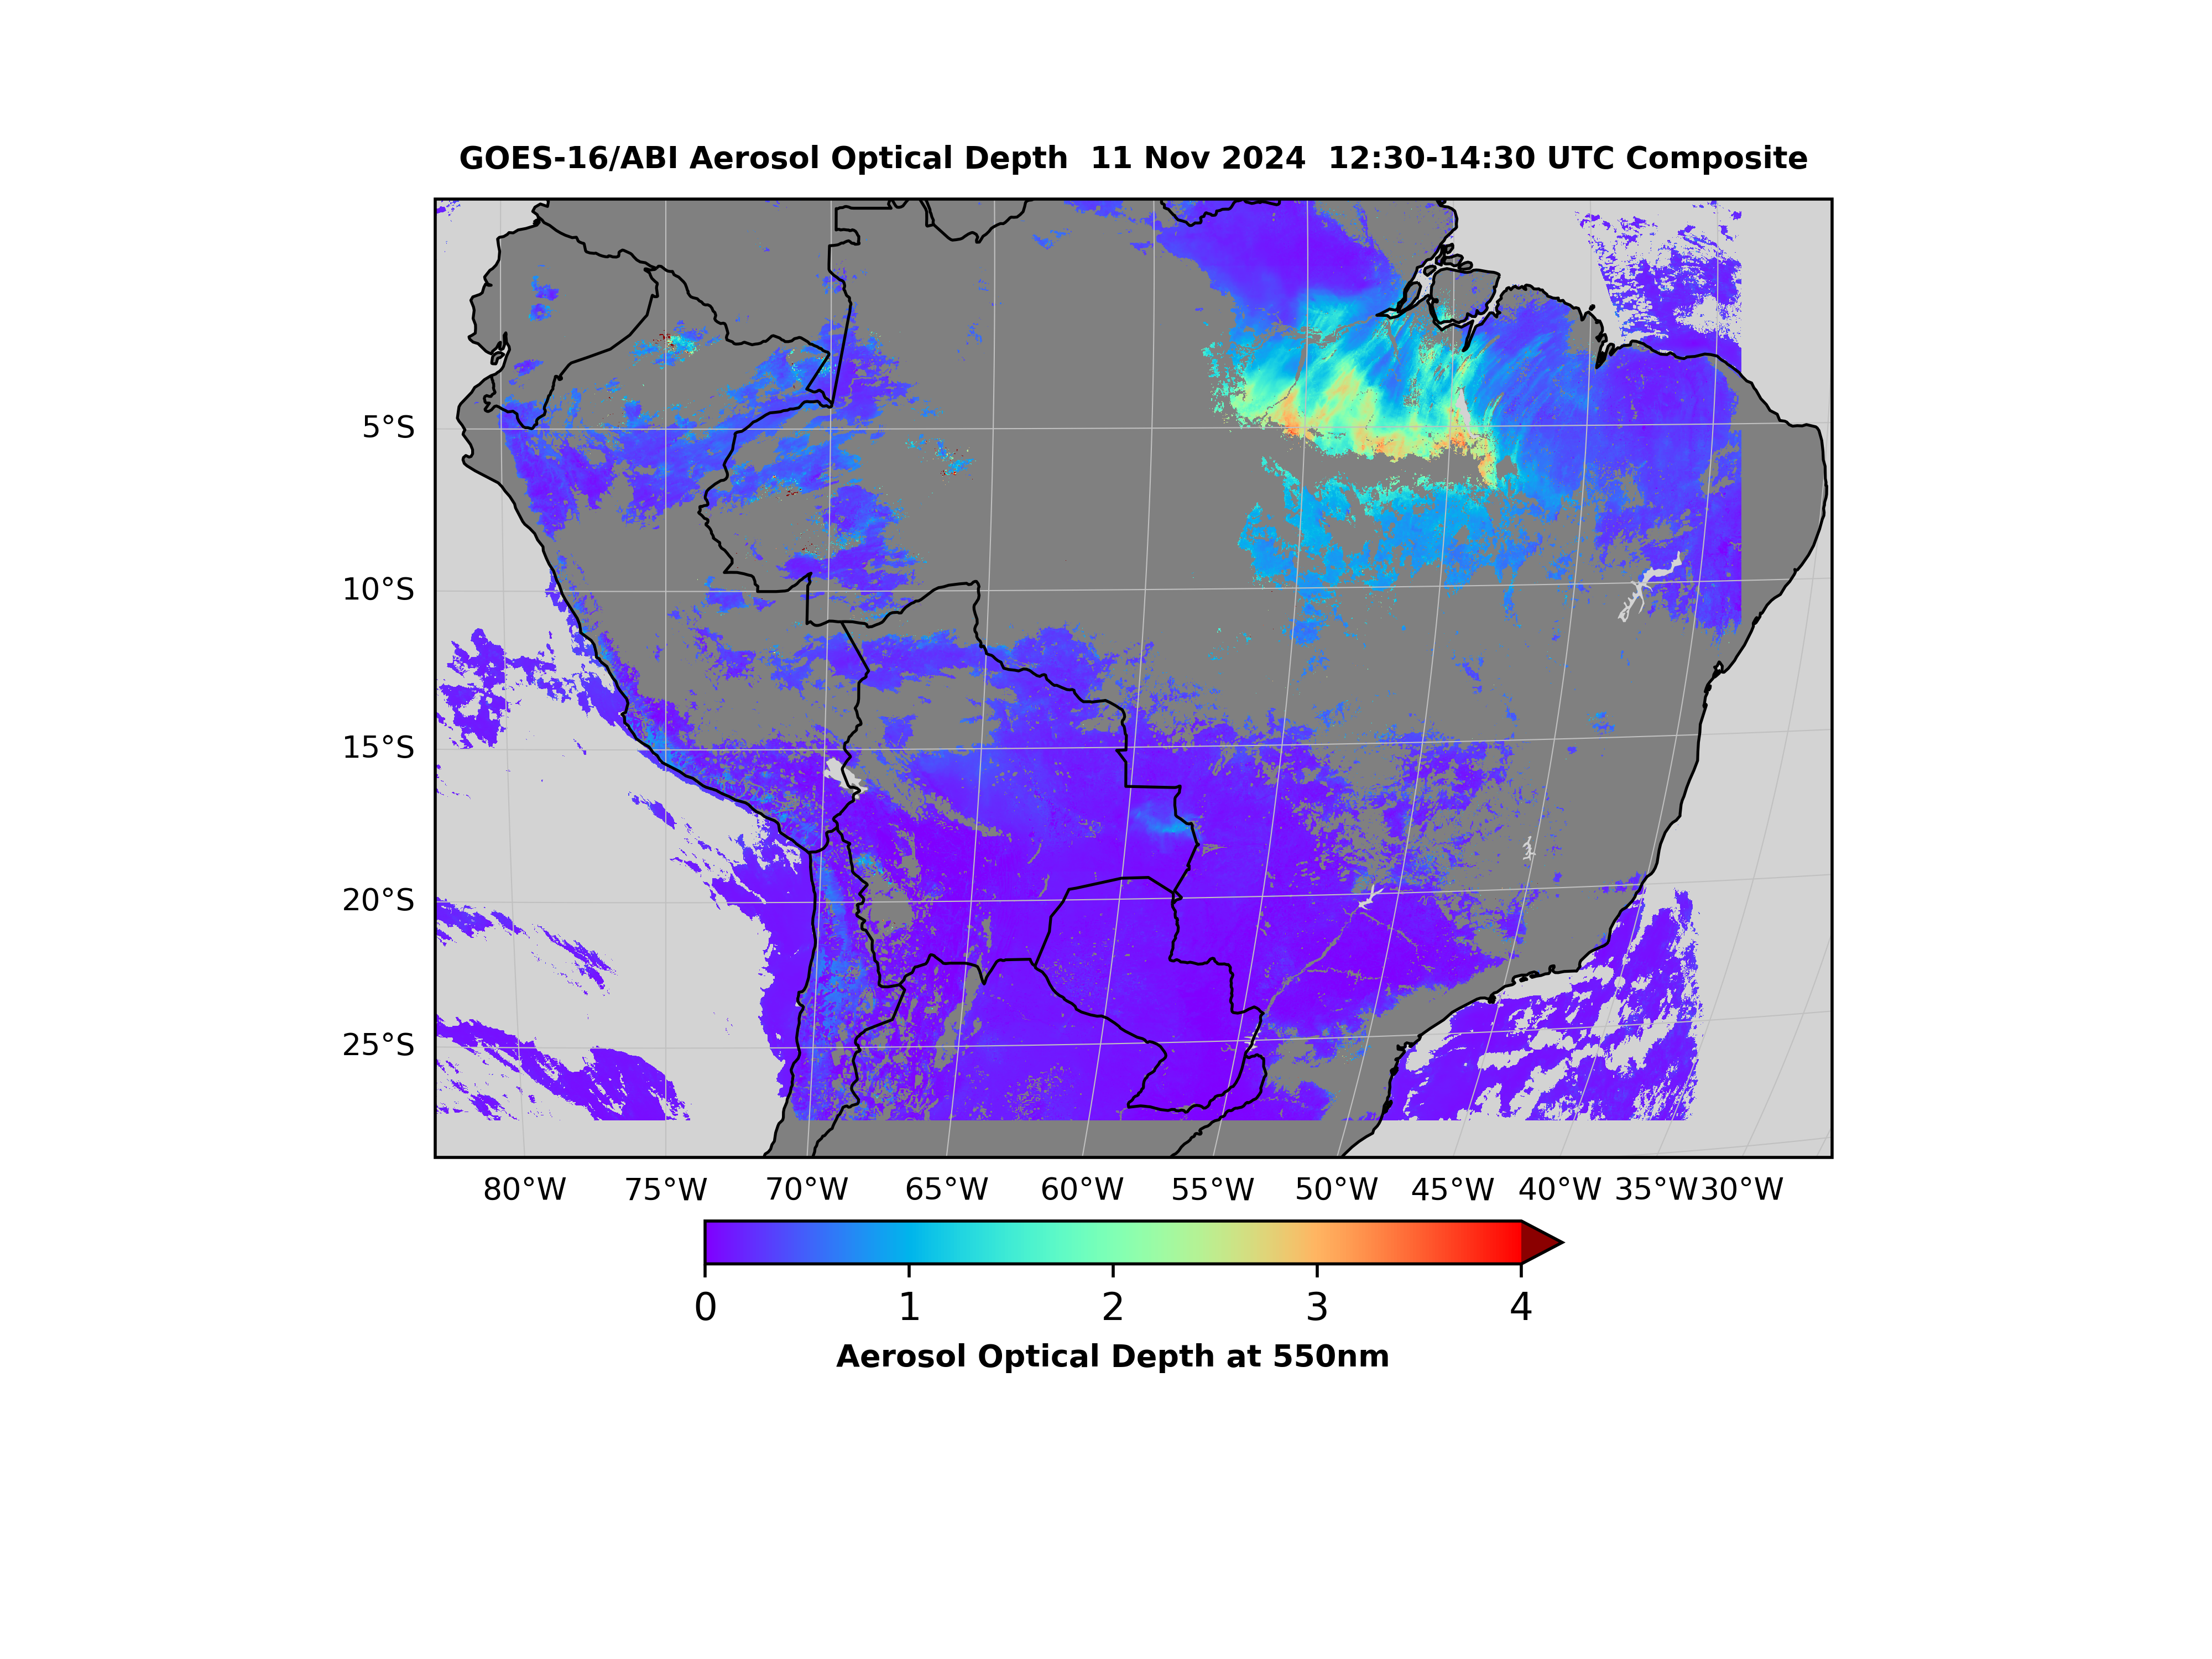 GOES-16/ABI Aerosol Optical Depth  11 Nov 2024  12:30-14:30 UTC Composite
5°S
10°S
15°S
20°S
25°S
80°W 75°W 70°W 65°W 60°W 55°W 50°W 45°W 40°W 35°W 30°W
0 1 2 3 4
Aerosol Optical Depth at 550nm